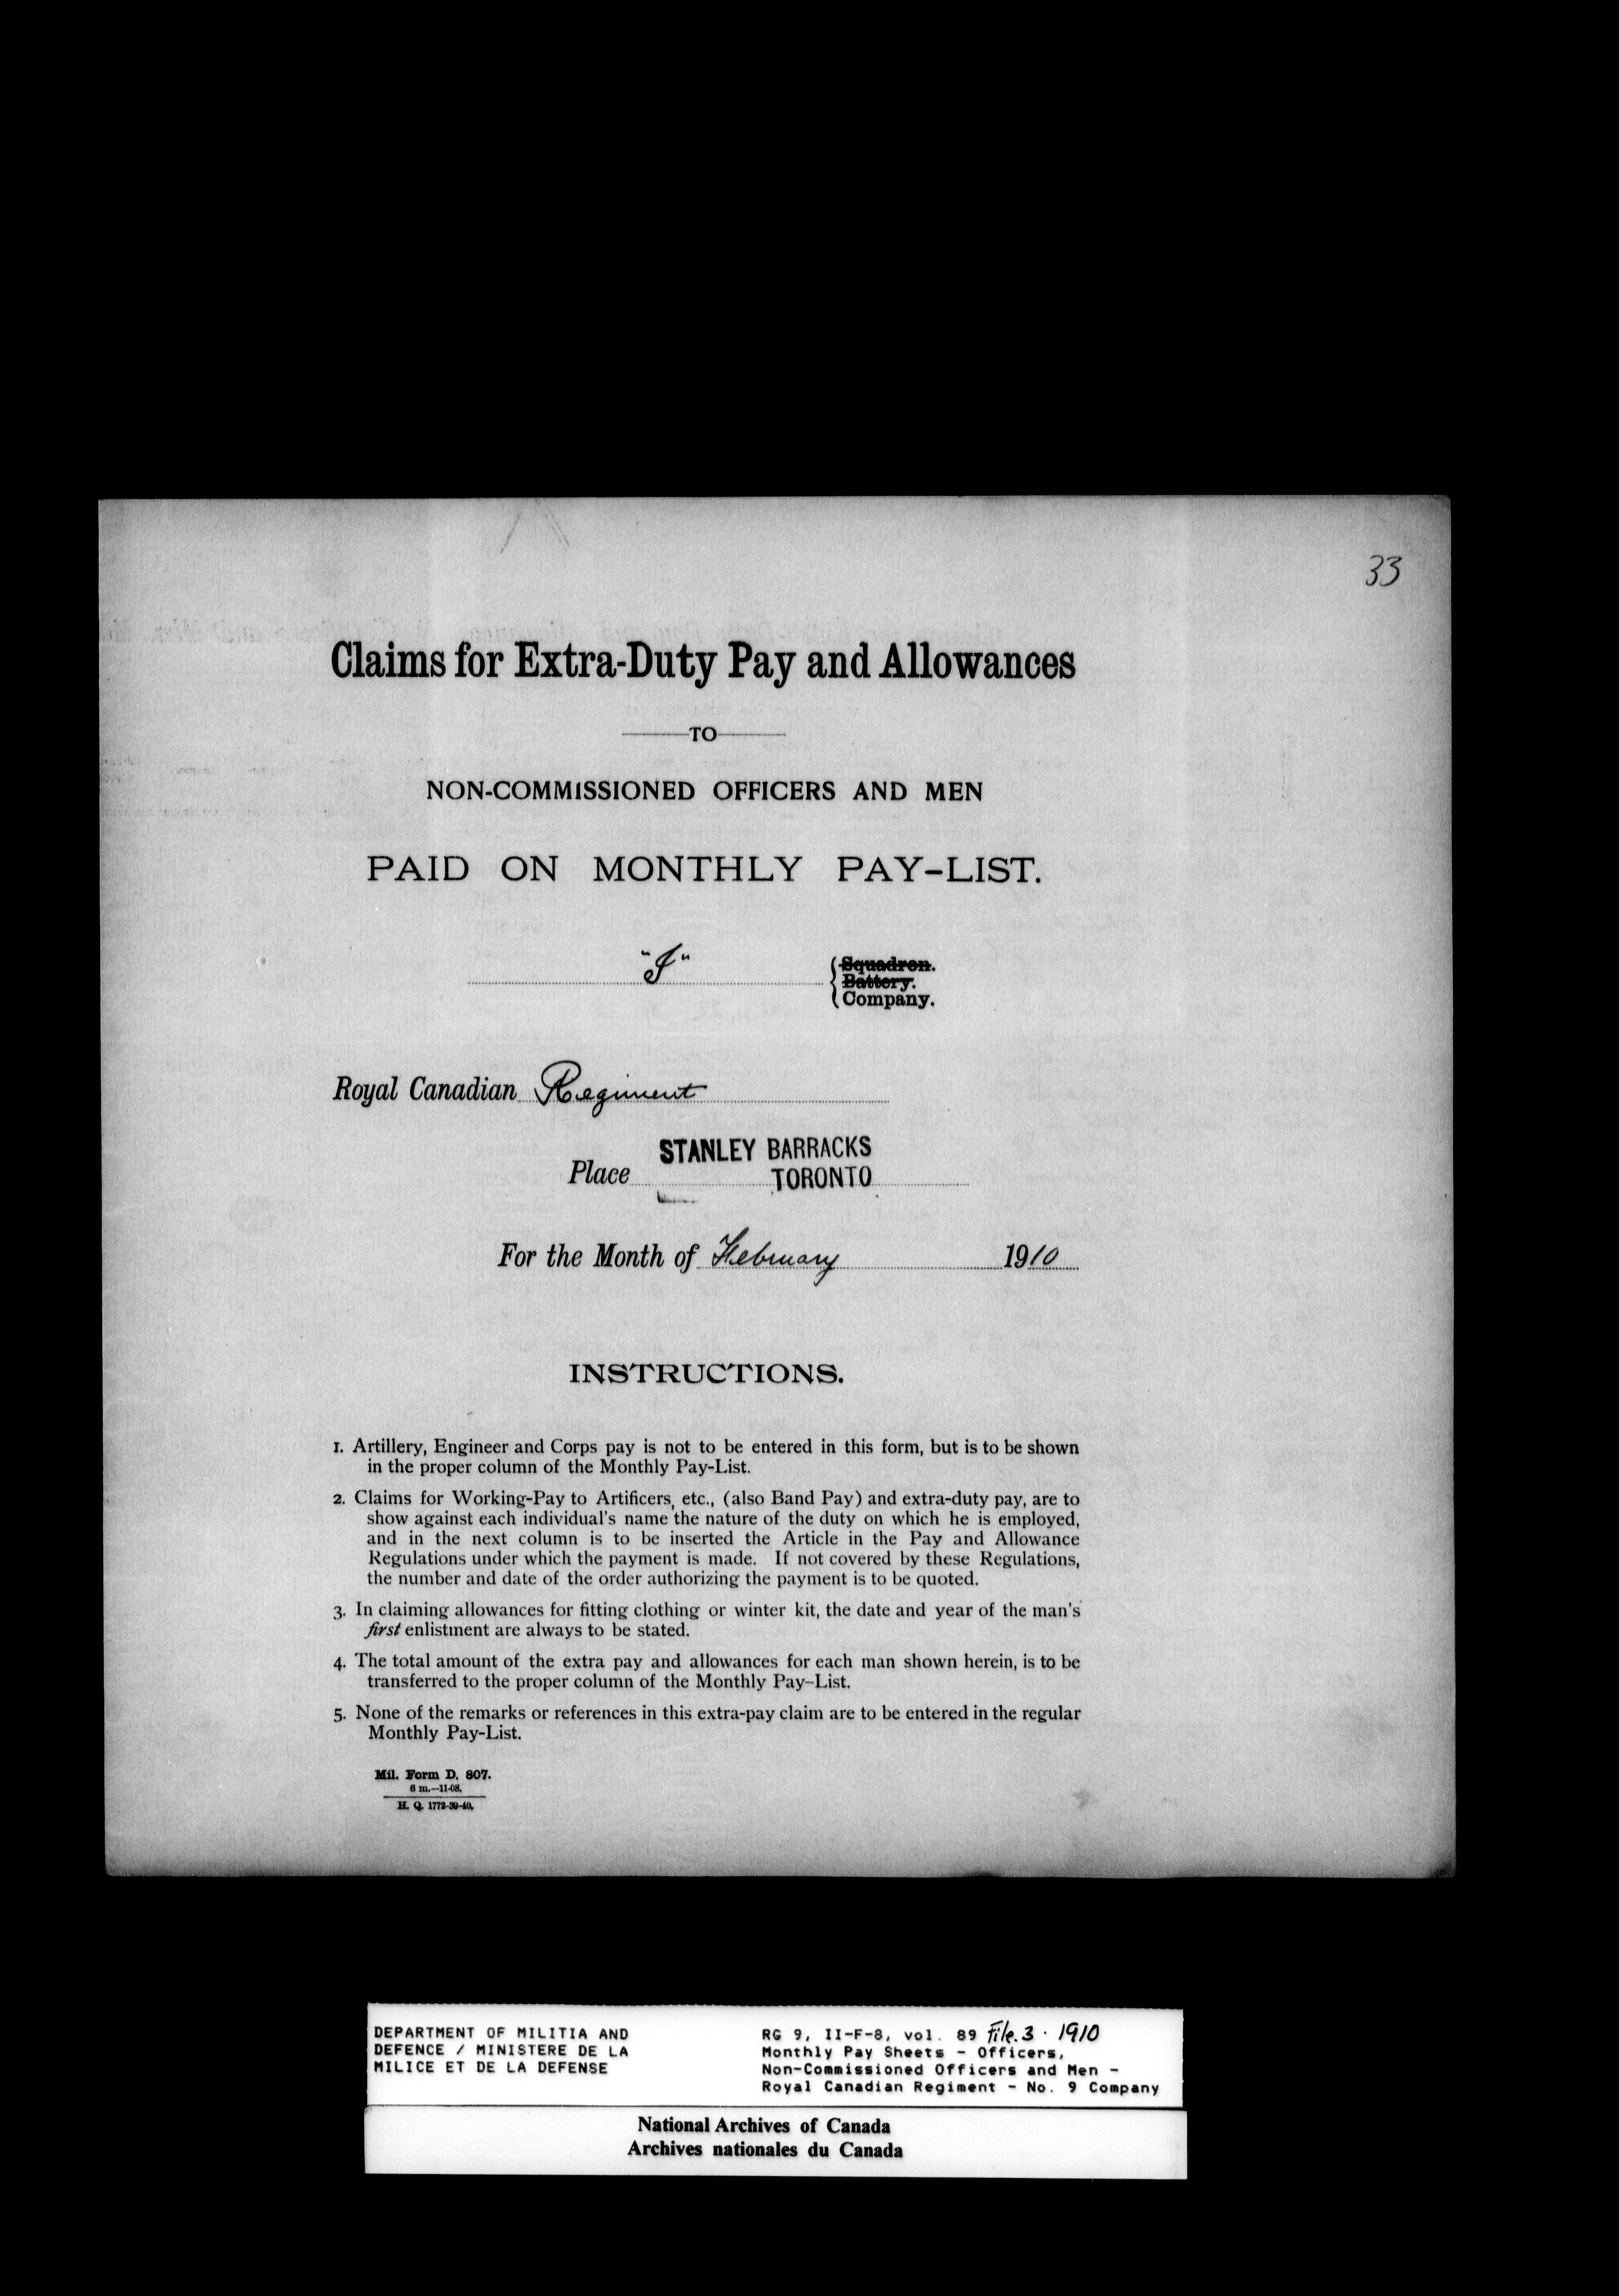 33
Claims for Extra-Duty Pay and Allowances
TO
NON-COMMISSIONED OFFICERS AND MEN
PAID ON MONTHLY PAY-LIST.
Squadron.
Battery.
Company.
Royal Canadian Regiment
STANLEY BARRACKS
Place TORONTO
For the Month of February 1910
INSTRUCTIONS.
1. Artillery, Engineer and Corps pay is not to be entered in this form, but is to be shown
in the proper column of the Monthly Pay-List.
2. Claims for Working-Pay to Artificers, etc., (also Band Pay) and extra-duty pay, are to
show against each individual's name the nature of the duty on which he is employed,
and in the next column is to be inserted the Article in the Pay and Allowance
Regulations under which the payment is made. If not covered by these Regulations,
the number and date of the order authorizing the payment is to be quoted.
3. In claiming allowances for fitting clothing or winter kit, the date and year of the man's
first enlistment are always to be stated.
4. The total amount of the extra pay and allowances for each man shown herein, is to be
transferred to the proper column of the Monthly Pay-List.
5. None of the remarks or references in this extra-pay claim are to be entered in the regular
Monthly Pay-List.
Mil. Form D. 807.
6 m.—11-08.
H. Q. 1772-39-40.
DEPARTMENT OF MILITIA AND
DEFENCE / MINISTERE DE LA
MILICE ET DE LA DEFENSE
RG 9, II-F-8, vol. 89 File. 3 · 1910
Monthly Pay Sheets - Officers,
Non-Commissioned Officers and Men -
Royal Canadian Regiment - No. 9 Company
National Archives of Canada
Archives nationales du Canada